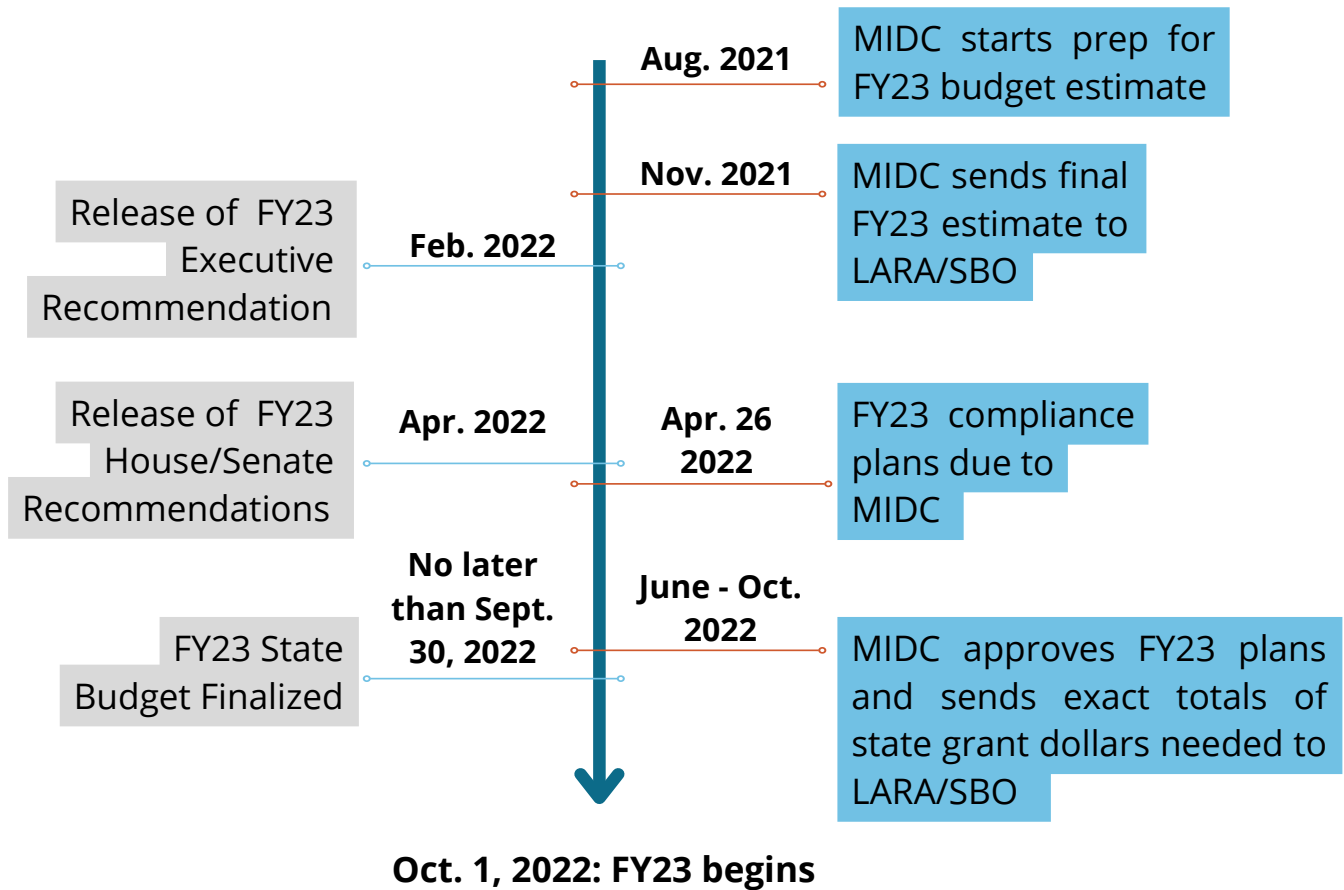 Aug. 2021
MIDC starts prep for
FY23 budget estimate
Nov. 2021
MIDC sends final
FY23 estimate to
LARA/SBO
Release of FY23
Executive
Recommendation
Feb. 2022
Release of FY23
House/Senate
Recommendations
Apr. 2022
Apr. 26
2022
FY23 compliance
plans due to
MIDC
FY23 State
Budget Finalized
No later
than Sept.
30, 2022
June - Oct.
2022
MIDC approves FY23 plans
and sends exact totals of
state grant dollars needed to
LARA/SBO
Oct. 1, 2022: FY23 begins